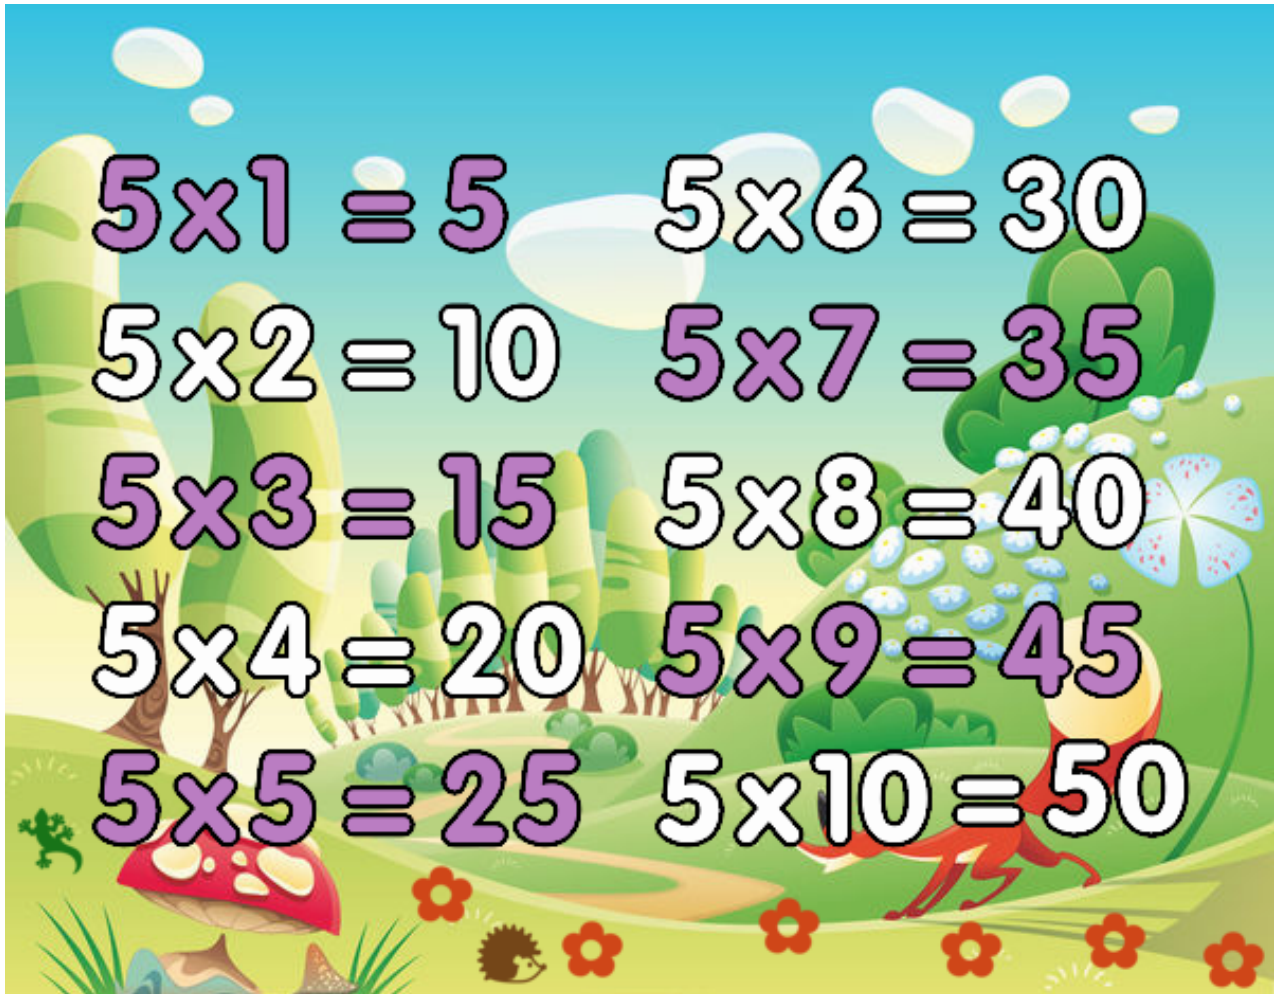 5x1 = 5
5x2 = 10
5x3 = 15
5x4 = 20
5x5 = 25
5x6 = 30
5x7 = 35
5x8 = 40
5x9 = 45
5x10 = 50